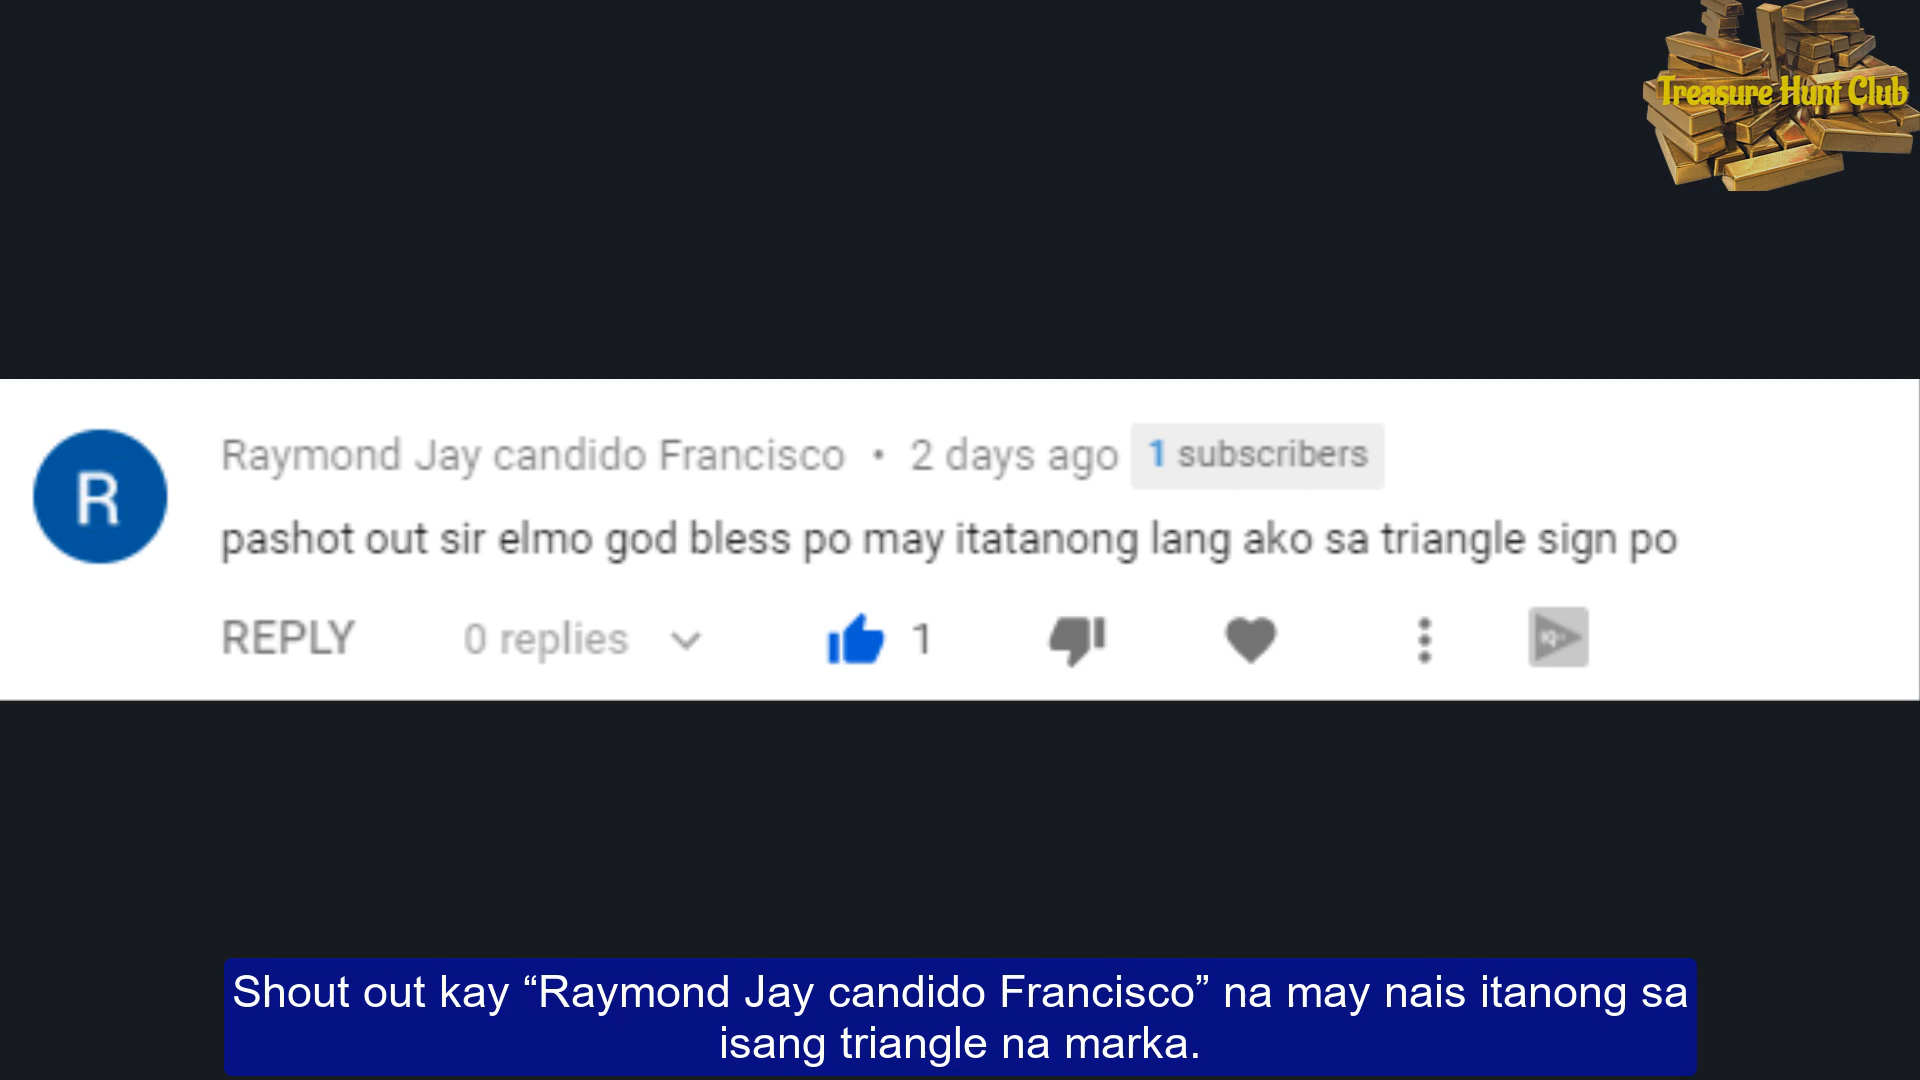 Treasure Hunt Club
R
Raymond Jay candido Francisco • 2 days ago 1 subscribers
pashot out sir elmo god bless po may itatanong lang ako sa triangle sign po
REPLY 0 replies 1
IQ
Shout out kay “Raymond Jay candido Francisco” na may nais itanong sa
isang triangle na marka.